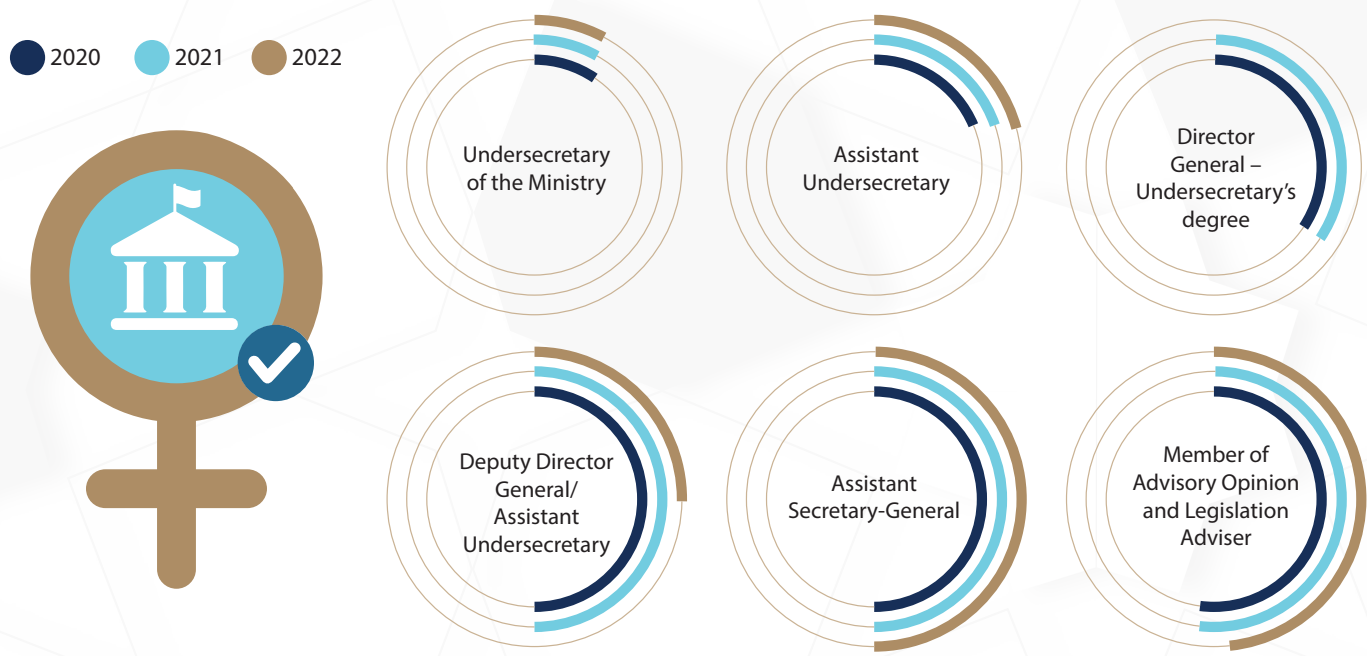 2020 2021 2022
Undersecretary
of the Ministry
Assistant
Undersecretary
Director
General –
Undersecretary’s
degree
Deputy Director
General/
Assistant
Undersecretary
Assistant
Secretary-General
Member of
Advisory Opinion
and Legislation
Adviser